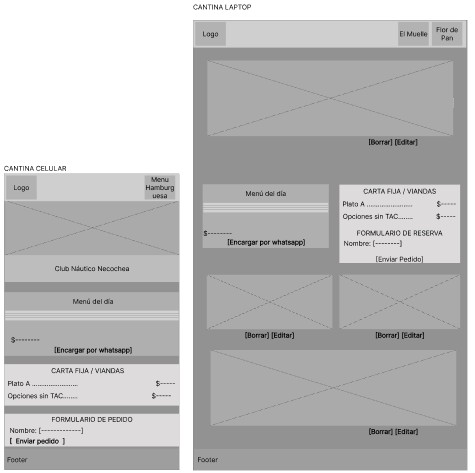 CANTINA LAPTOP
Logo
El Muelle
Flor de
Pan
[Borrar] [Editar]
Menú del día
$--------
[Encargar por whatsapp]
CARTA FIJA / VIANDAS
Plato A ....................... $-----
Opciones sin TAC........ $-----
FORMULARIO DE RESERVA
Nombre: [--------]
[Enviar Pedido]
[Borrar] [Editar]
[Borrar] [Editar]
[Borrar] [Editar]
Footer
CANTINA CELULAR
Logo
Menu
Hamburg
uesa
Club Náutico Necochea
Menú del día
$--------
[Encargar por whatsapp]
CARTA FIJA / VIANDAS
Plato A ....................... $-----
Opciones sin TAC....... $-----
FORMULARIO DE PEDIDO
Nombre: [-------------]
[ Enviar pedido ]
Footer